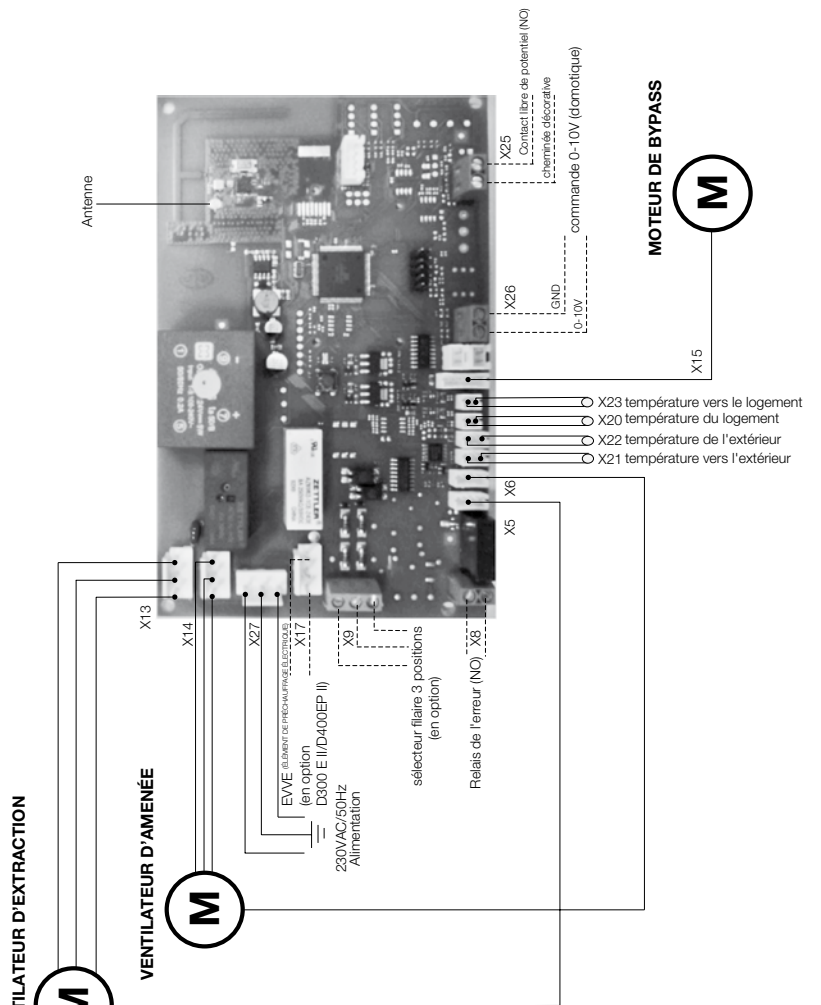 Antenne
Contact libre de potentiel (NO)
X25
cheminée décorative
commande 0-10V (domotique)
X26
GND
0-10V
MOTEUR DE BYPASS
M
X15
X23 température vers le logement
X20 température du logement
X22 température de l'extérieur
X21 température vers l'extérieur
X6
X5
X13
X14
X27
X17
X9
X8
EVVE (ÉLÉMENT DE PRÉCHAUFFAGE ÉLECTRIQUE)
(en option
D300 E II/D400EP II)
230VAC/50Hz
Alimentation
sélecteur filaire 3 positions
(en option)
Relais de l'erreur (NO)
VENTILATEUR D'AMENÉE
M
TILATEUR D'EXTRACTION
M
ZETTLER